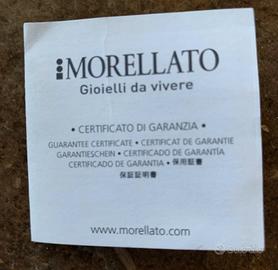 MORELLATO
Gioielli da vivere
• CERTIFICATO DI GARANZIA •
GUARANTEE CERTIFICATE • CERTIFICAT DE GARANTIE
GARANTIESCHEIN • CERTIFICADO DE GARANTÍA
CERTIFICADO DE GARANTIA • 保用証書
保証証明書
www.morellato.com